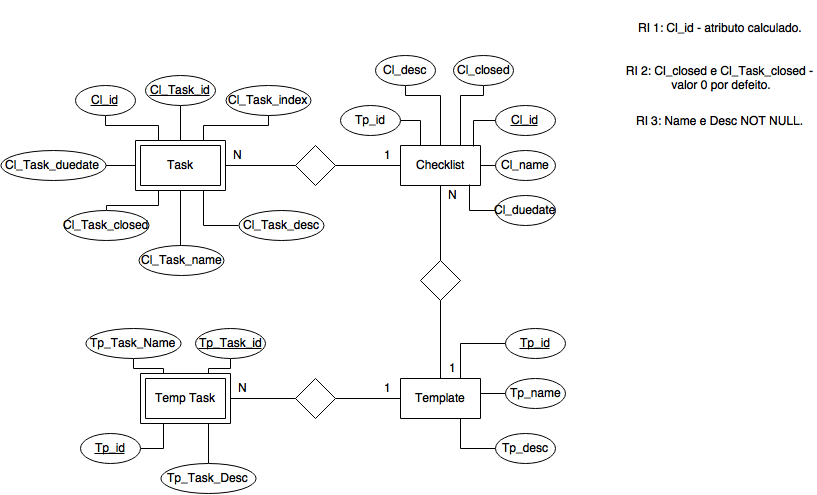 RI 1: Cl_id - atributo calculado.
RI 2: Cl_closed e Cl_Task_closed -
valor 0 por defeito.
RI 3: Name e Desc NOT NULL.
Cl_desc
Cl_closed
Cl_id
Cl_Task_id
Cl_Task_index
Tp_id
Cl_id
Cl_Task_duedate
Task
N
1
Checklist
Cl_name
N
Cl_duedate
Cl_Task_closed
Cl_Task_desc
Cl_Task_name
Tp_Task_Name
Tp_Task_id
Tp_id
1
Temp Task
N
1
Template
Tp_name
Tp_id
Tp_desc
Tp_Task_Desc